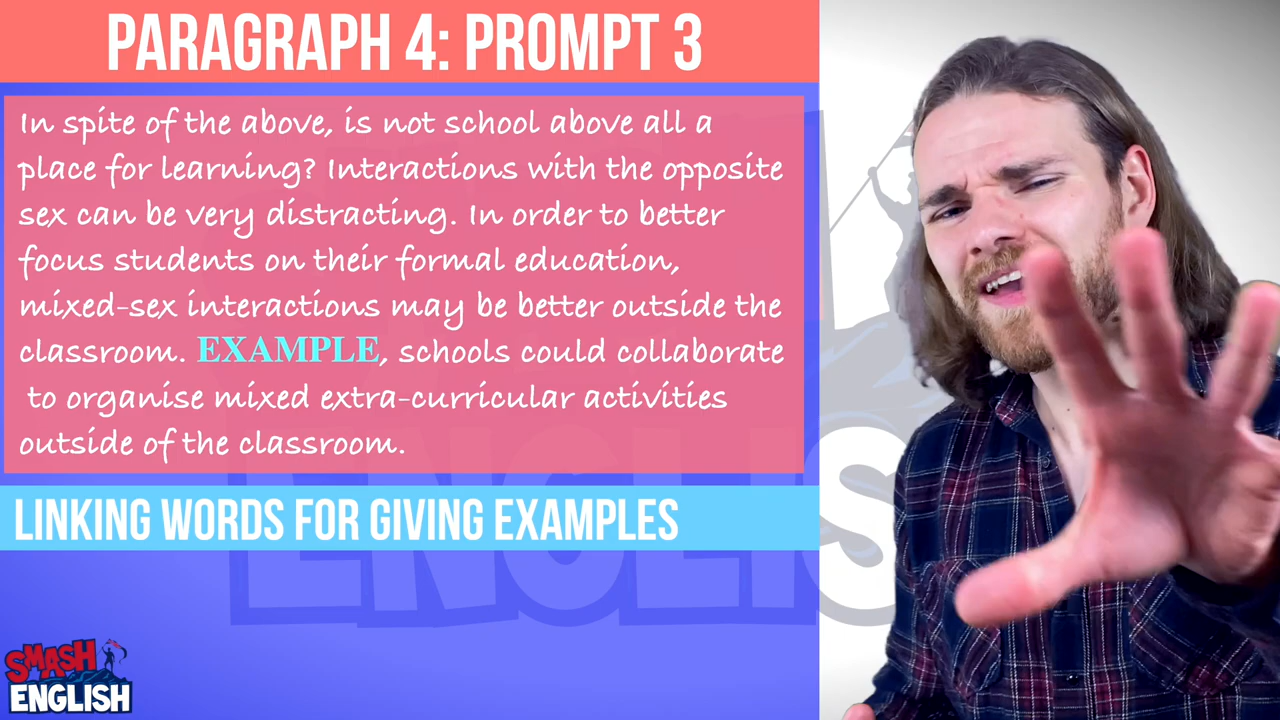 PARAGRAPH 4: PROMPT 3
In spite of the above, is not school above all a
place for learning? Interactions with the opposite
sex can be very distracting. In order to better
focus students on their formal education,
mixed-sex interactions may be better outside the
classroom. EXAMPLE, schools could collaborate
to organise mixed extra-curricular activities
outside of the classroom.
LINKING WORDS FOR GIVING EXAMPLES
ENGLIS
SMASH
ENGLISH